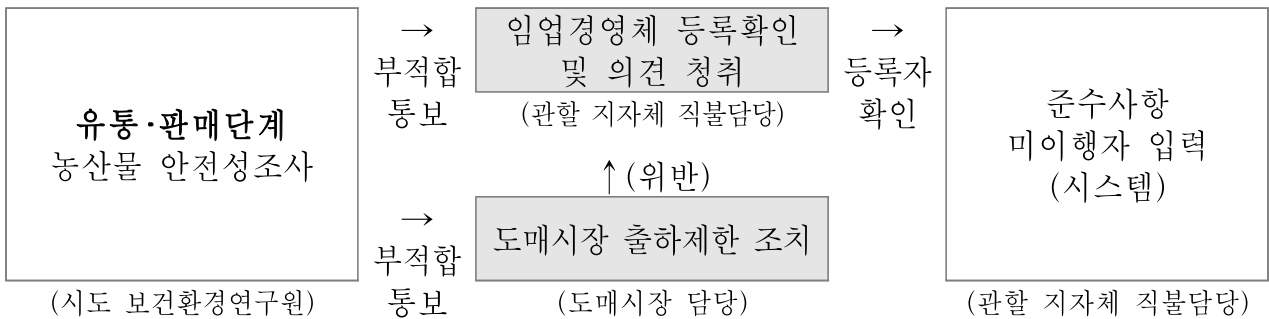 유통·판매단계
농산물 안전성조사
(시도 보건환경연구원)
→
부적합
통보
임업경영체 등록확인
및 의견 청취
(관할 지자체 직불담당)
↑(위반)
→
부적합
통보
도매시장 출하제한 조치
(도매시장 담당)
→
등록자
확인
준수사항
미이행자 입력
(시스템)
(관할 지자체 직불담당)